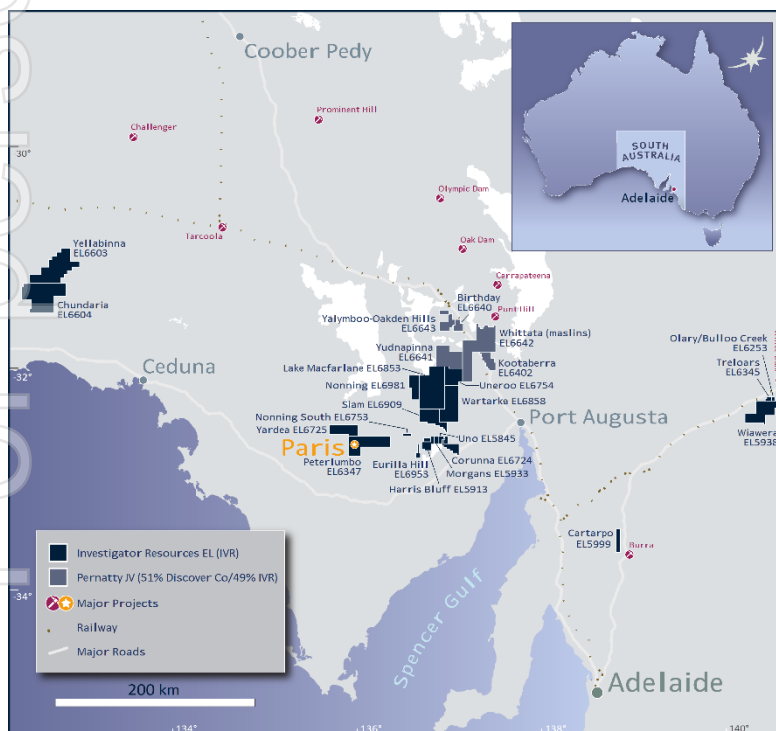 Coober Pedy
Challenger
Prominent Hill
30°
Olympic Dam
Tarcoola
Oak Dam
Yellabinna
EL6603
Carrapateena
Birthday
EL6640
Punt Hill
Chundaria
EL6604
Yalymboo-Oakden Hills
EL6643
Whittata (maslins)
EL6642
Yudnapinna
EL6641
Olary/Bulloo Creek
EL6253
Kootaberra
EL6402
Treloars
EL6345
-32°
Ceduna
Lake Macfarlane EL6853
Nonning EL6981
Uneroo EL6754
Siam EL6909
Wartarka EL6858
Nonning South EL6753
Port Augusta
Yardea EL6725
Uno EL5845
Wiawera
EL5938
Paris
Peterlumbo
EL6347
Eurilla Hill
EL6953
Corunna EL6724
Morgans EL5933
Harris Bluff EL5913
Cartarpo
EL5999
Burra
-34°
Spencer Gulf
Adelaide
SOUTH
AUSTRALIA
Adelaide
Investigator Resources EL (IVR)
Pernatty JV (51% Discover Co/49% IVR)
Major Projects
Railway
Major Roads
200 km
134°
136°
138°
140°